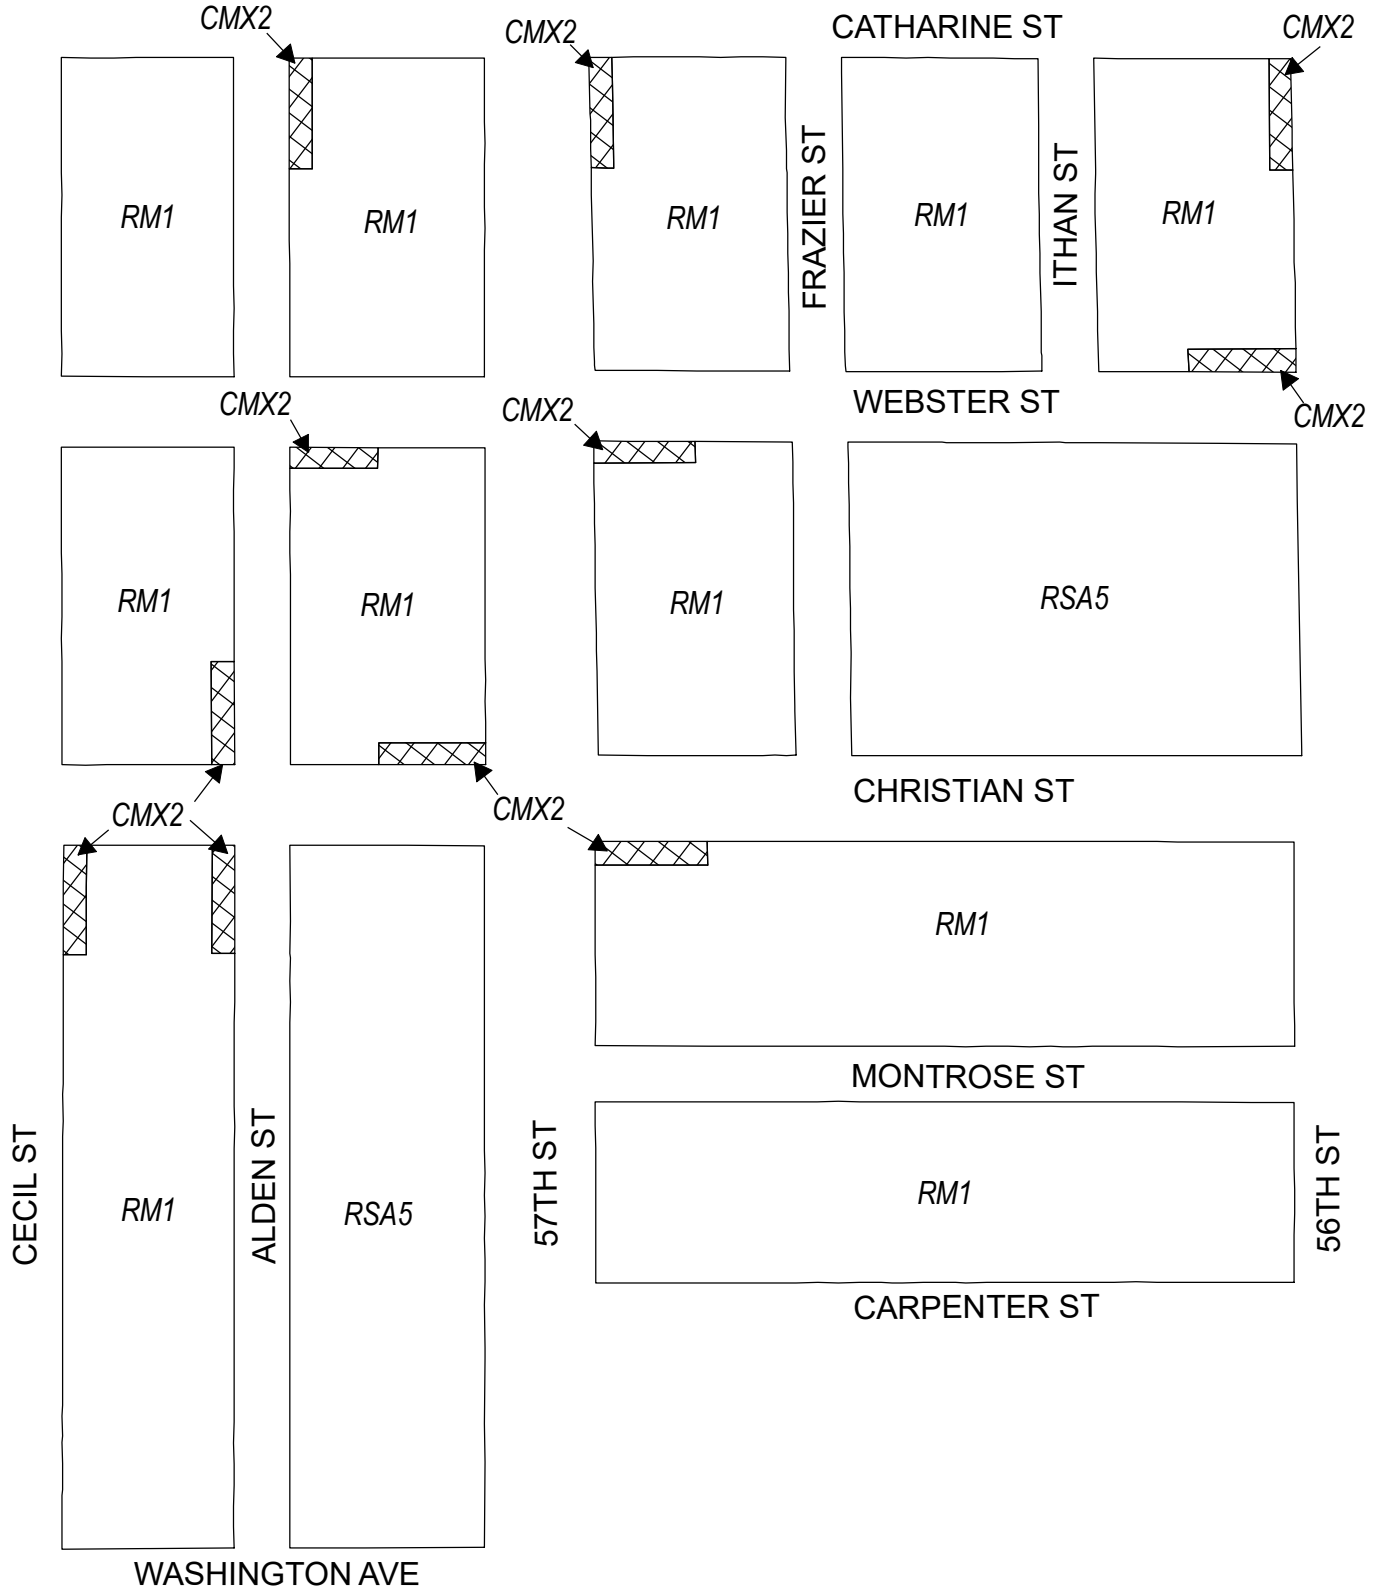 CMX2
CMX2
CATHARINE ST
CMX2
RM1
RM1
RM1
FRAZIER ST
RM1
ITHAN ST
RM1
CMX2
CMX2
WEBSTER ST
CMX2
RM1
RM1
RM1
RSA5
CMX2
CMX2
CHRISTIAN ST
RM1
MONTROSE ST
CECIL ST
RM1
ALDEN ST
RSA5
57TH ST
RM1
56TH ST
CARPENTER ST
WASHINGTON AVE